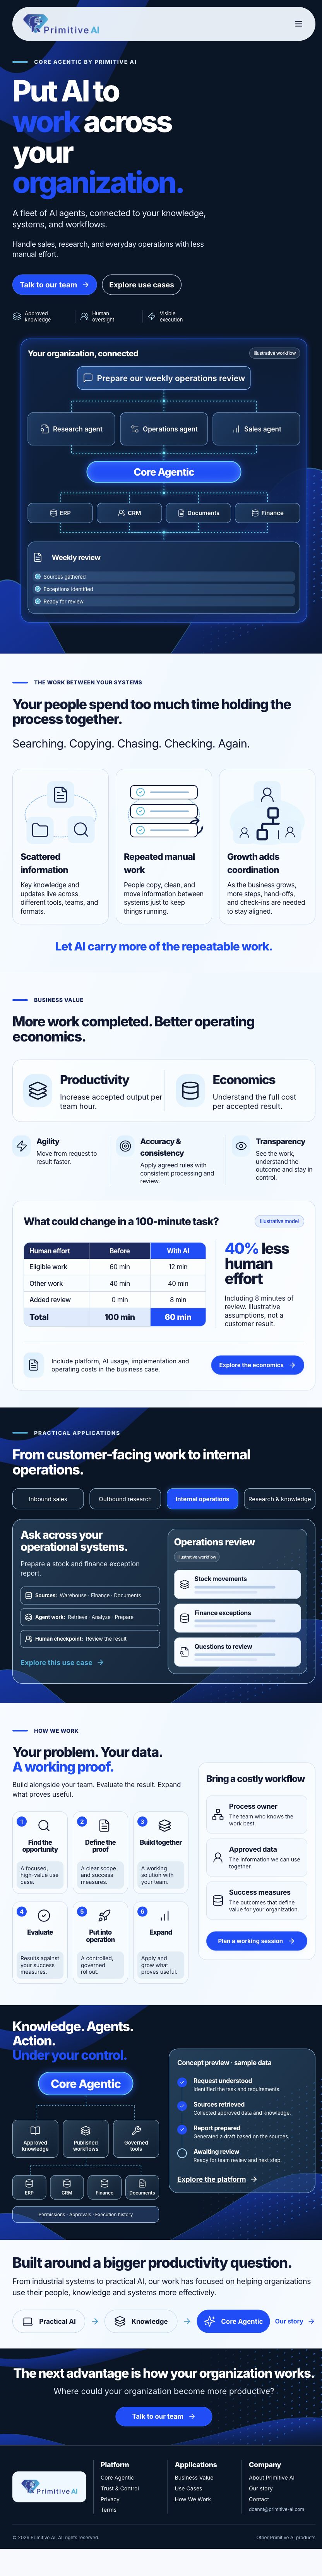 Primitive AI
CORE AGENTIC BY PRIMITIVE AI
Put AI to
work across
your
organization.
A fleet of AI agents, connected to your knowledge,
systems, and workflows.
Handle sales, research, and everyday operations with less
manual effort.
Talk to our team →
Explore use cases
Approved
knowledge
Human
oversight
Visible
execution
Your organization, connected
Illustrative workflow
Prepare our weekly operations review
Research agent
Operations agent
Sales agent
Core Agentic
ERP
CRM
Documents
Finance
Weekly review
Sources gathered
Exceptions identified
Ready for review
THE WORK BETWEEN YOUR SYSTEMS
Your people spend too much time holding the
process together.
Searching. Copying. Chasing. Checking. Again.
Scattered
information
Key knowledge and
updates live across
different tools, teams, and
formats.
Repeated manual
work
People copy, clean, and
move information between
systems just to keep
things running.
Growth adds
coordination
As the business grows,
more steps, hand-offs,
and check-ins are needed
to stay aligned.
Let AI carry more of the repeatable work.
BUSINESS VALUE
More work completed. Better operating
economics.
Productivity
Increase accepted output per
team hour.
Economics
Understand the full cost
per accepted result.
Agility
Move from request to
result faster.
Accuracy &
consistency
Apply agreed rules with
consistent processing and
review.
Transparency
See the work,
understand the
outcome and stay in
control.
What could change in a 100-minute task?
Illustrative model
Human effort Before With AI
Eligible work 60 min 12 min
Other work 40 min 40 min
Added review 0 min 8 min
Total 100 min 60 min
40% less
human
effort
Including 8 minutes of
review. Illustrative
assumptions, not a
customer result.
Include platform, AI usage, implementation and
operating costs in the business case.
Explore the economics →
PRACTICAL APPLICATIONS
From customer-facing work to internal
operations.
Inbound sales
Outbound research
Internal operations
Research & knowledge
Ask across your
operational systems.
Prepare a stock and finance exception
report.
Sources: Warehouse · Finance · Documents
Agent work: Retrieve · Analyze · Prepare
Human checkpoint: Review the result
Explore this use case →
Operations review
Illustrative workflow
Stock movements
Finance exceptions
Questions to review
HOW WE WORK
Your problem. Your data.
A working proof.
Build alongside your team. Evaluate the result. Expand
what proves useful.
1
Find the
opportunity
A focused,
high-value use
case.
2
Define the
proof
A clear scope
and success
measures.
3
Build together
A working
solution with
your team.
4
Evaluate
Results against
your success
measures.
5
Put into
operation
A controlled,
governed
rollout.
6
Expand
Apply and
grow what
proves useful.
Bring a costly workflow
Process owner
The team who knows the
work best.
Approved data
The information we can use
together.
Success measures
The outcomes that define
value for your organization.
Plan a working session →
Knowledge. Agents.
Action.
Under your control.
Core Agentic
Approved
knowledge
Published
workflows
Governed
tools
ERP
CRM
Finance
Documents
Permissions · Approvals · Execution history
Concept preview · sample data
Request understood
Identified the task and requirements.
Sources retrieved
Collected approved data and knowledge.
Report prepared
Generated a draft based on the sources.
Awaiting review
Ready for team review and next step.
Explore the platform →
Built around a bigger productivity question.
From industrial systems to practical AI, our work has focused on helping organizations
use their people, knowledge and systems more effectively.
Practical AI
→
Knowledge
→
Core Agentic
Our story →
The next advantage is how your organization works.
Where could your organization become more productive?
Talk to our team →
Primitive AI
Platform
Core Agentic
Trust & Control
Privacy
Terms
Applications
Business Value
Use Cases
How We Work
Company
About Primitive AI
Our story
Contact
doannt@primitive-ai.com
© 2026 Primitive AI. All rights reserved.
Other Primitive AI products